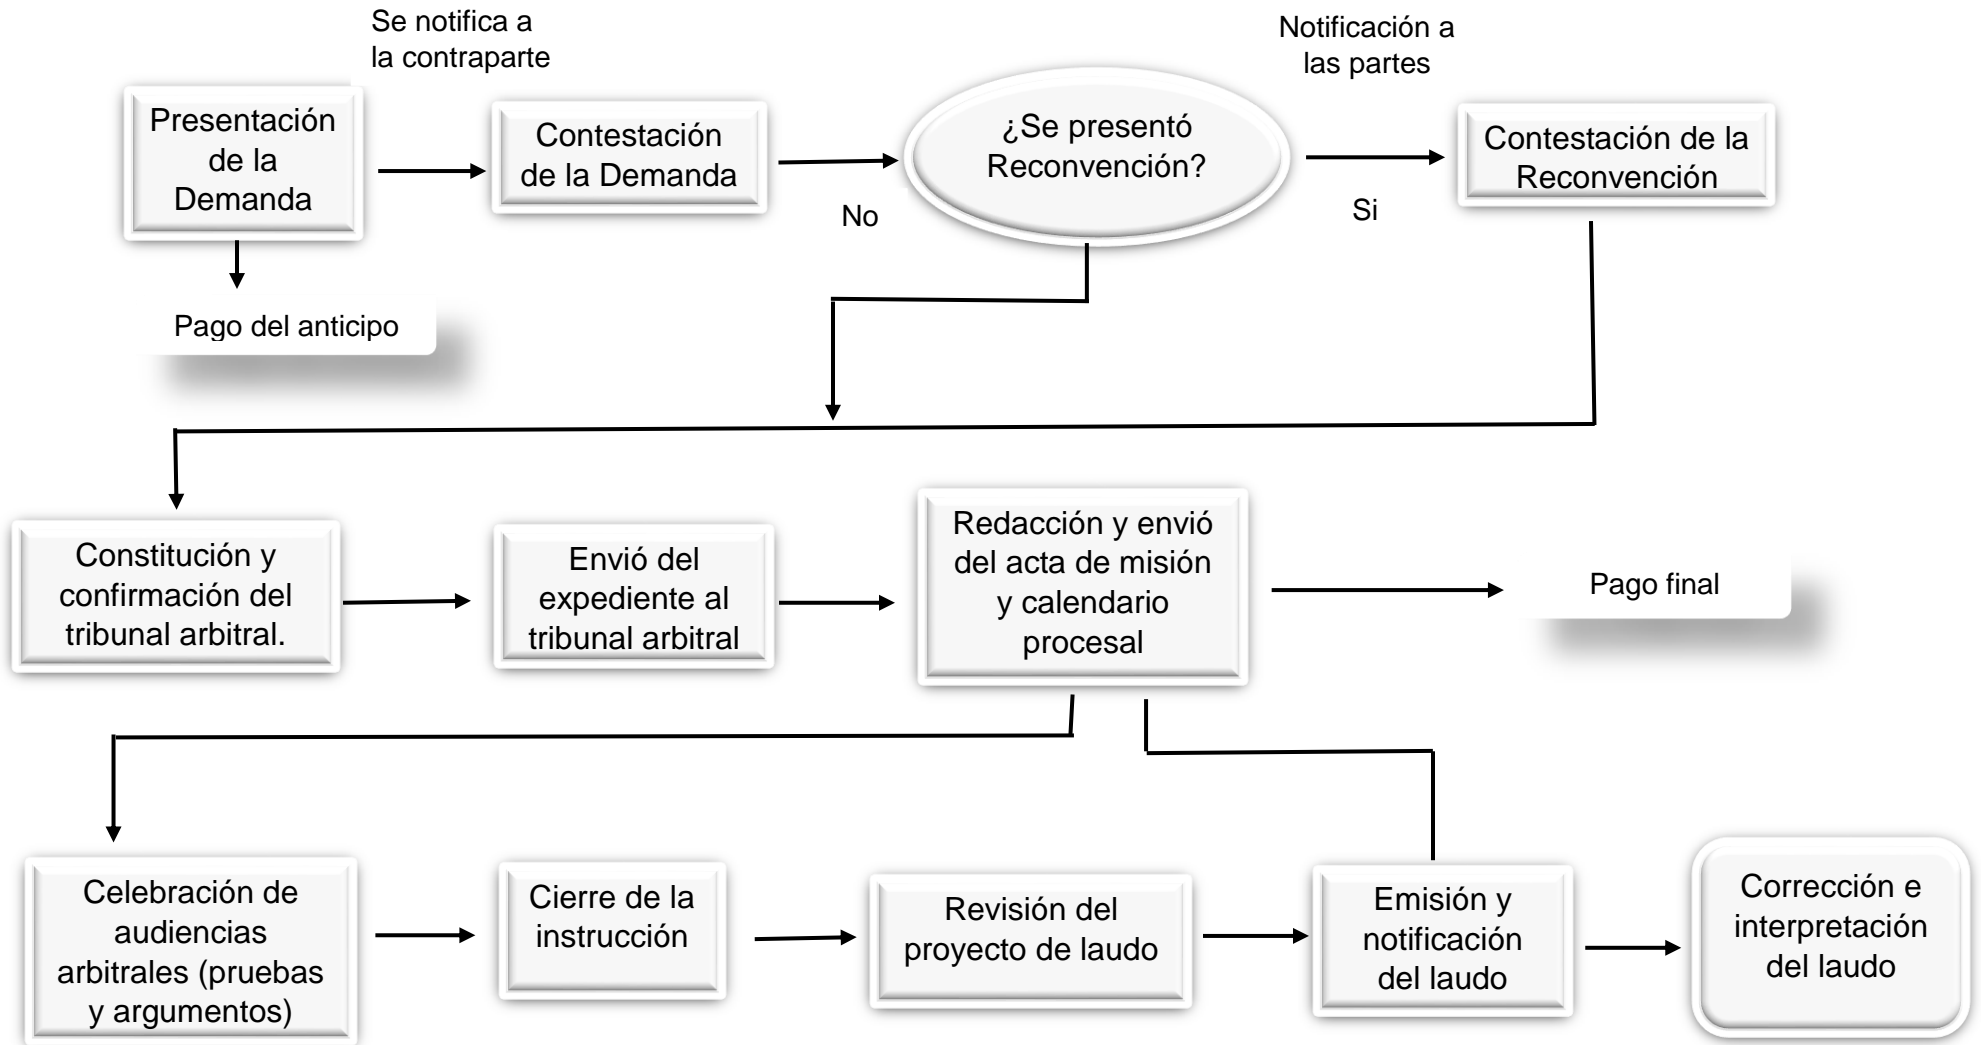 Se notifica a
la contraparte
Notificación a
las partes
Presentación
de la
Demanda
Contestación
de la Demanda
¿Se presentó
Reconvención?
Contestación de la
Reconvención
No
Si
Pago del anticipo
Constitución y
confirmación del
tribunal arbitral.
Envió del
expediente al
tribunal arbitral
Redacción y envió
del acta de misión
y calendario
procesal
Pago final
Celebración de
audiencias
arbitrales (pruebas
y argumentos)
Cierre de la
instrucción
Revisión del
proyecto de laudo
Emisión y
notificación
del laudo
Corrección e
interpretación
del laudo